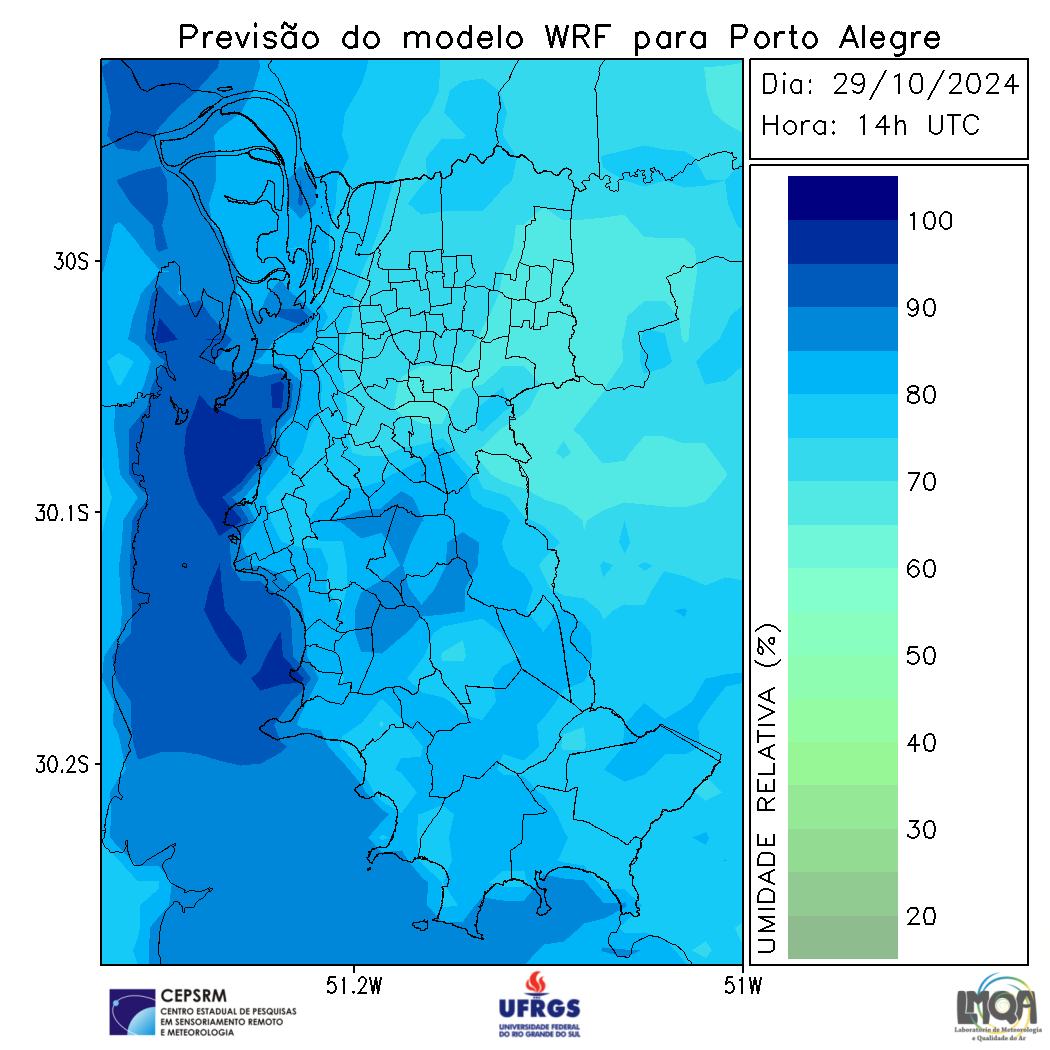 Previsão do modelo WRF para Porto Alegre
Dia: 29/10/2024
Hora: 14h UTC
30S
30.1S
30.2S
51.2W
51W
UMIDADE RELATIVA (%)
100
90
80
70
60
50
40
30
20
CEPSRM
CENTRO ESTADUAL DE PESQUISAS
EM SENSORIAMENTO REMOTO
E METEOROLOGIA
UFRGS
UNIVERSIDADE FEDERAL
DO RIO GRANDE DO SUL
LMQA
Laboratório de Meteorologia
e Qualidade do Ar